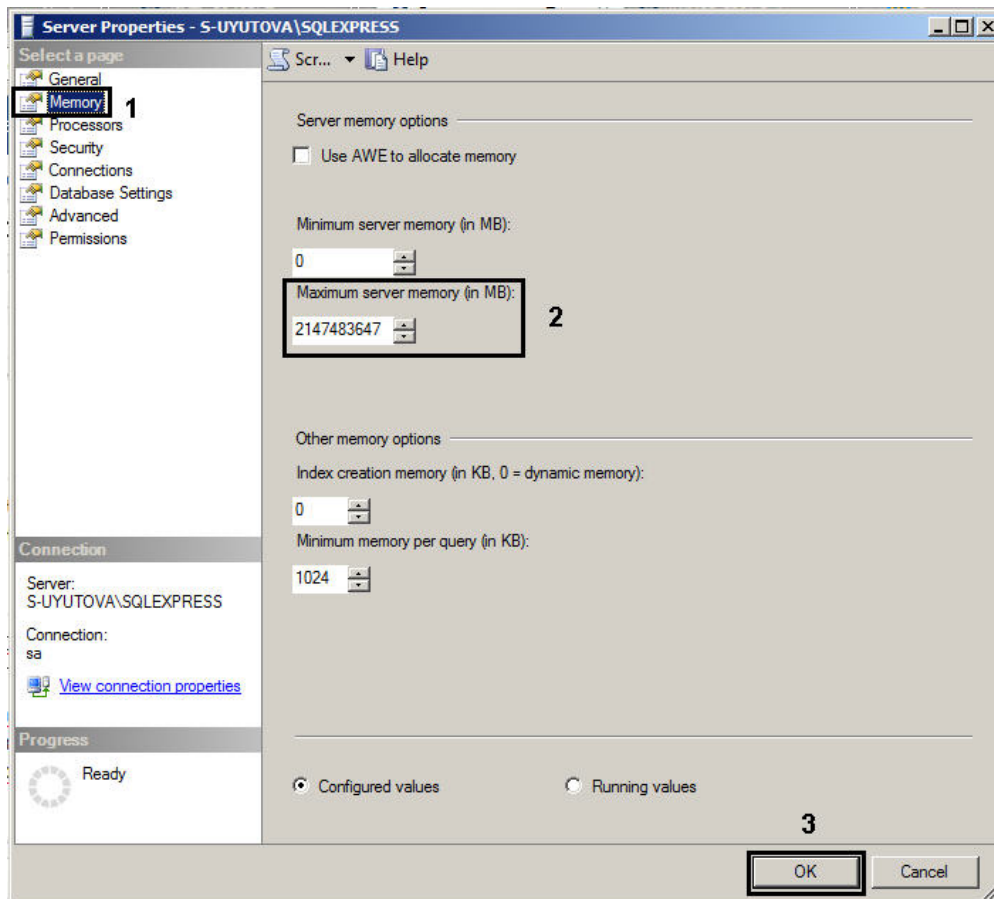 Server Properties - S-UYUTOVA\SQLEXPRESS
Select a page
General
Memory
1
Processors
Security
Connections
Database Settings
Advanced
Permissions
Scr...
Help
Server memory options
Use AWE to allocate memory
Minimum server memory (in MB):
0
Maximum server memory (in MB):
2147483647
2
Other memory options
Index creation memory (in KB, 0 = dynamic memory):
0
Minimum memory per query (in KB):
1024
Connection
Server:
S-UYUTOVA\SQLEXPRESS
Connection:
sa
View connection properties
Progress
Ready
Configured values
Running values
3
OK
Cancel